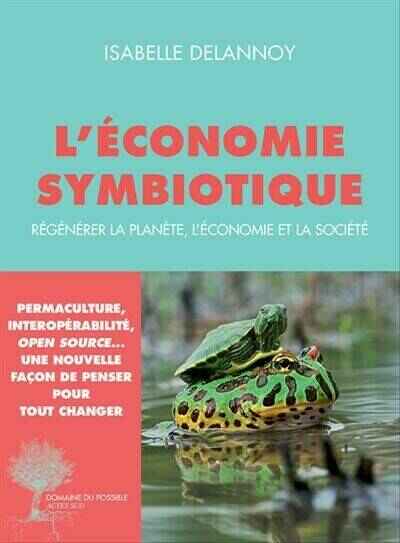 ISABELLE DELANNOY
L'ÉCONOMIE
SYMBIOTIQUE
RÉGÉNÉRER LA PLANÈTE, L'ÉCONOMIE ET LA SOCIÉTÉ
PERMACULTURE,
INTEROPÉRABILITÉ,
OPEN SOURCE...
UNE NOUVELLE
FAÇON DE PENSER
POUR
TOUT CHANGER
DOMAINE DU POSSIBLE
ACTES SUD